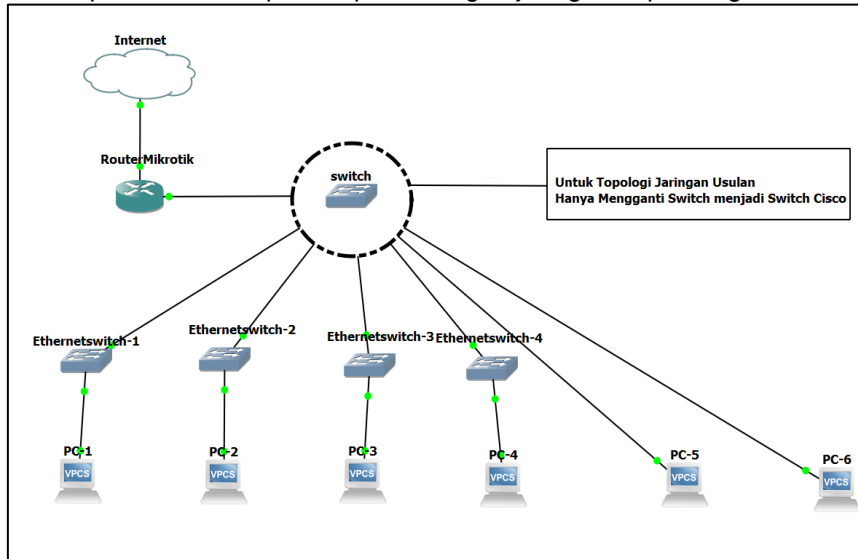 Internet
RouterMikrotik
switch
Untuk Topologi Jaringan Usulan
Hanya Mengganti Switch menjadi Switch Cisco
Ethernetswitch-1
Ethernetswitch-2
Ethernetswitch-3
Ethernetswitch-4
PC-1
PC-2
PC-3
PC-4
PC-5
PC-6
VPCS
VPCS
VPCS
VPCS
VPCS
VPCS